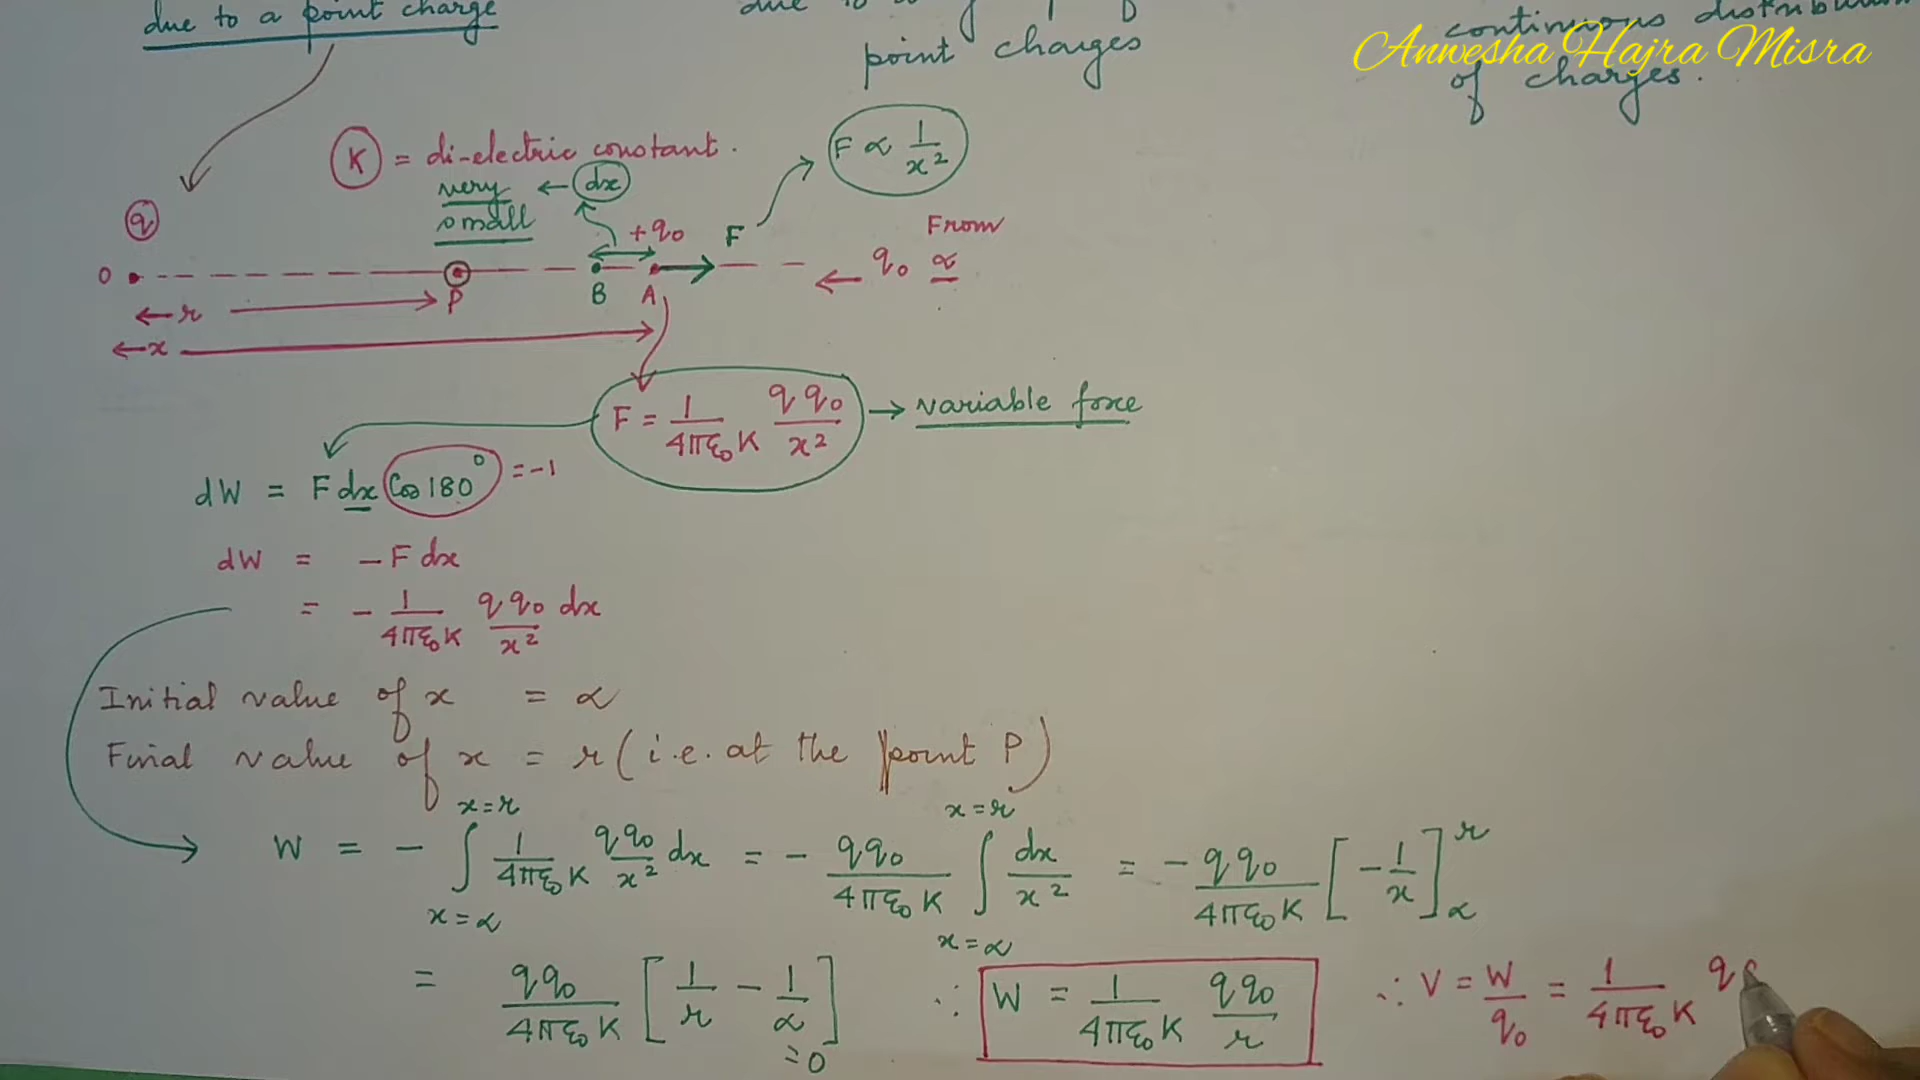 due to a point charge
point charges
continuous
of charges.
Anwesha Hajra Misra
K = di-electric constant.
F ∝ 1/x²
very ← dx
small
q
+q₀
F
From
q₀ ∝
O
P
B
A
r
x
F = 1/4πε₀K qq₀/x² → variable force
dW = F dx Cos 180° = -1
dW = - F dx
= - 1/4πε₀K qq₀/x² dx
Initial value of x = ∝
Final value of x = r (i.e. at the point P)
W = - ∫_{x=∝}^{x=r} 1/4πε₀K qq₀/x² dx = - qq₀/4πε₀K ∫_{x=∝}^{x=r} dx/x² = - qq₀/4πε₀K [-1/x]_{∝}^{r}
= qq₀/4πε₀K [1/r - 1/∝] = 0
∴ W = 1/4πε₀K qq₀/r
∴ V = W/q₀ = 1/4πε₀K q